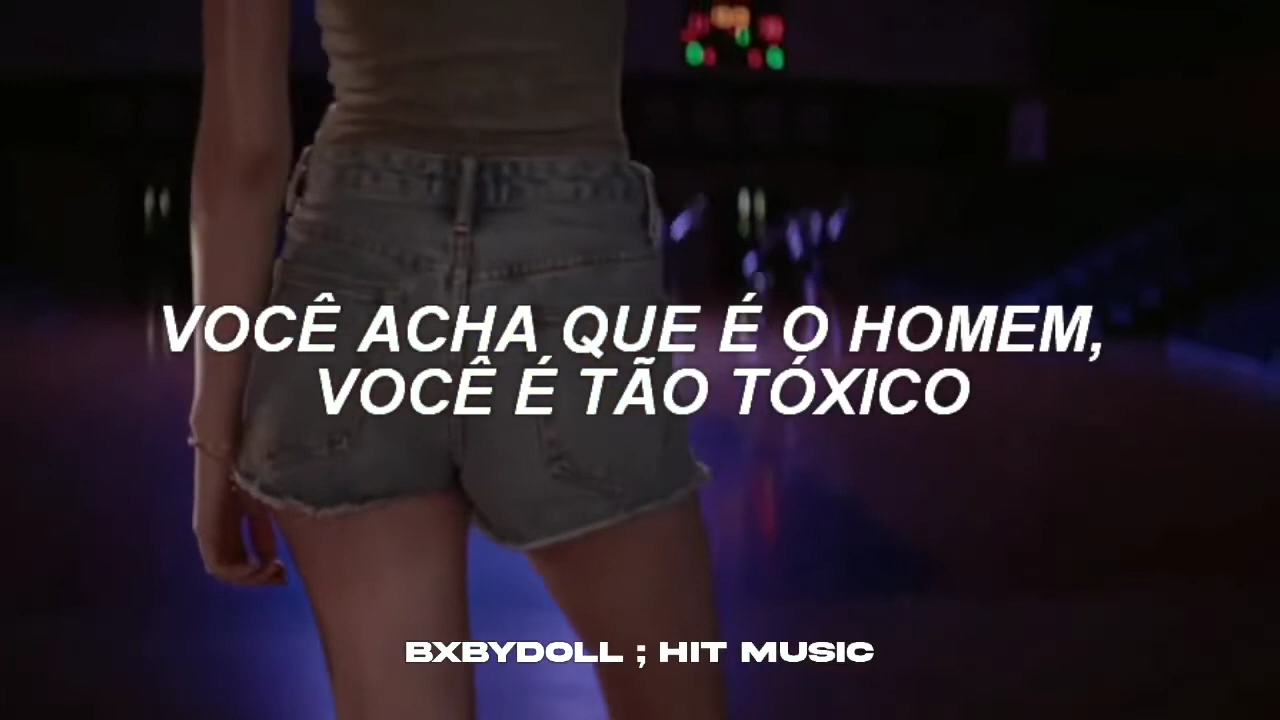 VOCÊ ACHA QUE É O HOMEM,
VOCÊ É TÃO TÓXICO
BXBYDOLL ; HIT MUSIC